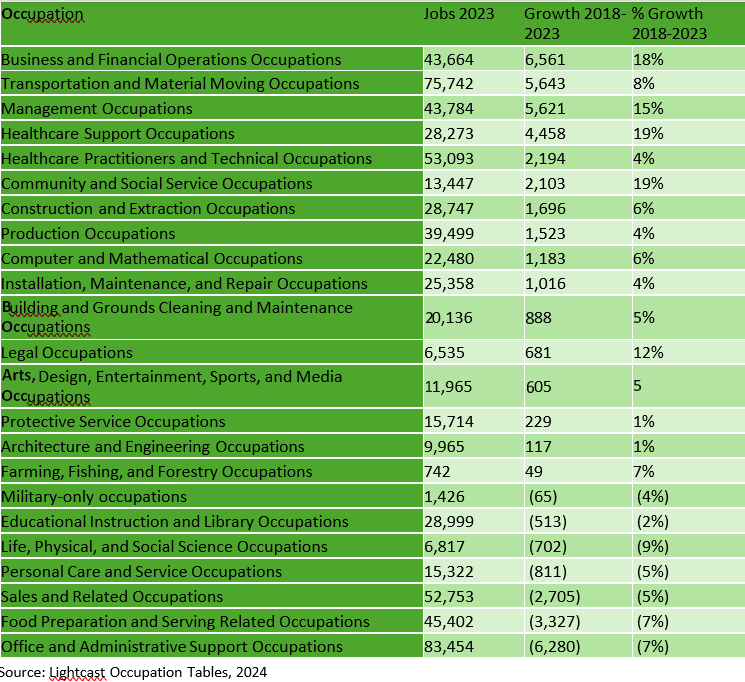 Occupation Jobs 2023 Growth 2018- % Growth
2023 2018-2023
Business and Financial Operations Occupations 43,664 6,561 18%
Transportation and Material Moving Occupations 75,742 5,643 8%
Management Occupations 43,784 5,621 15%
Healthcare Support Occupations 28,273 4,458 19%
Healthcare Practitioners and Technical Occupations 53,093 2,194 4%
Community and Social Service Occupations 13,447 2,103 19%
Construction and Extraction Occupations 28,747 1,696 6%
Production Occupations 39,499 1,523 4%
Computer and Mathematical Occupations 22,480 1,183 6%
Installation, Maintenance, and Repair Occupations 25,358 1,016 4%
Building and Grounds Cleaning and Maintenance
Occupations 20,136 888 5%
Legal Occupations 6,535 681 12%
Arts, Design, Entertainment, Sports, and Media
Occupations 11,965 605 5
Protective Service Occupations 15,714 229 1%
Architecture and Engineering Occupations 9,965 117 1%
Farming, Fishing, and Forestry Occupations 742 49 7%
Military-only occupations 1,426 (65) (4%)
Educational Instruction and Library Occupations 28,999 (513) (2%)
Life, Physical, and Social Science Occupations 6,817 (702) (9%)
Personal Care and Service Occupations 15,322 (811) (5%)
Sales and Related Occupations 52,753 (2,705) (5%)
Food Preparation and Serving Related Occupations 45,402 (3,327) (7%)
Office and Administrative Support Occupations 83,454 (6,280) (7%)
Source: Lightcast Occupation Tables, 2024